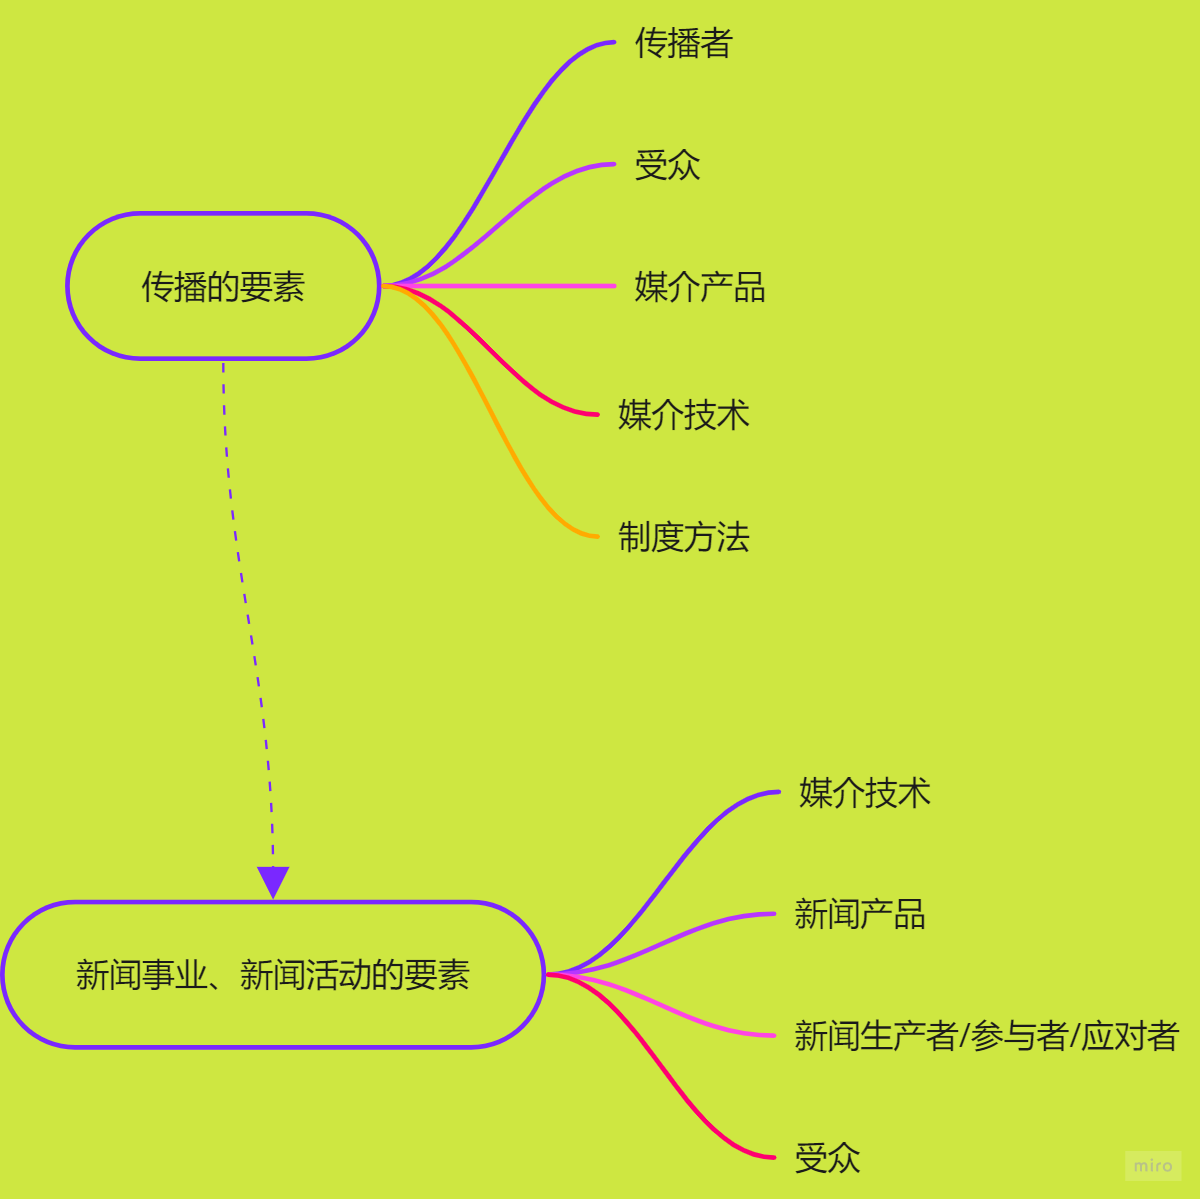 传播者
受众
传播的要素
媒介产品
媒介技术
制度方法
媒介技术
新闻产品
新闻事业、新闻活动的要素
新闻生产者/参与者/应对者
受众
miro